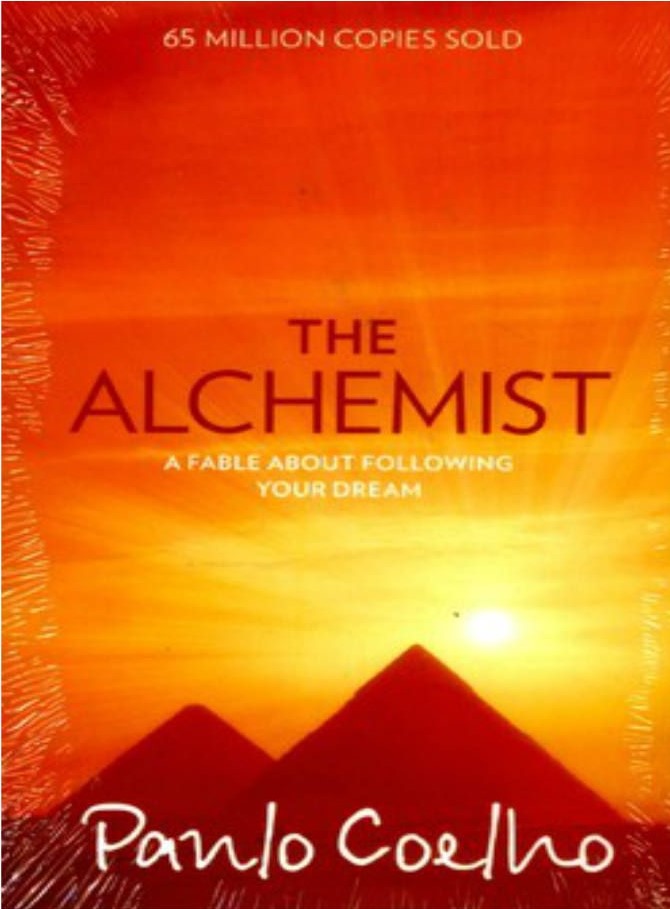 65 MILLION COPIES SOLD
THE
ALCHEMIST
A FABLE ABOUT FOLLOWING
YOUR DREAM
Paulo Coelho